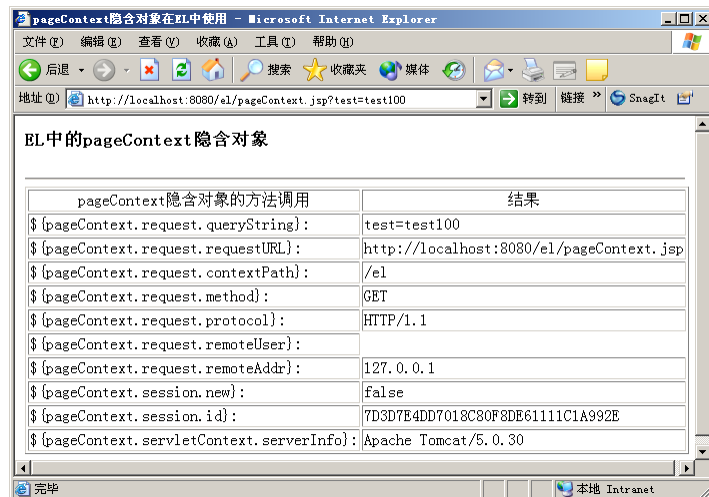 pageContext隐含对象在EL中使用 - Microsoft Internet Explorer
文件(F) 编辑(E) 查看(V) 收藏(A) 工具(T) 帮助(H)
后退 搜索 收藏夹 媒体
地址(D) http://localhost:8080/el/pageContext.jsp?test=test100 转到 链接 » SnagIt
EL中的pageContext隐含对象
pageContext隐含对象的方法调用 结果
${pageContext.request.queryString}: test=test100
${pageContext.request.requestURL}: http://localhost:8080/el/pageContext.jsp
${pageContext.request.contextPath}: /el
${pageContext.request.method}: GET
${pageContext.request.protocol}: HTTP/1.1
${pageContext.request.remoteUser}:
${pageContext.request.remoteAddr}: 127.0.0.1
${pageContext.session.new}: false
${pageContext.session.id}: 7D3D7E4DD7018C80F8DE61111C1A992E
${pageContext.servletContext.serverInfo}: Apache Tomcat/5.0.30
完毕 本地 Intranet